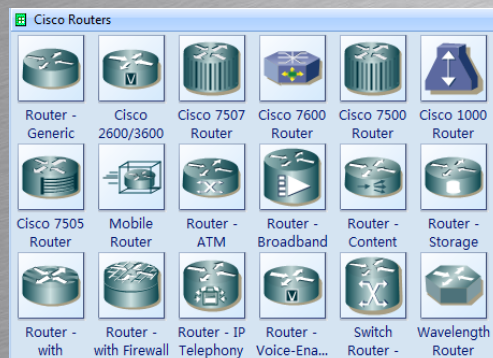 Cisco Routers
Router - Generic
Cisco 2600/3600
Cisco 7507 Router
Cisco 7600 Router
Cisco 7500 Router
Cisco 1000 Router
V
Cisco 7505 Router
Mobile Router
Router - ATM
Router - Broadband
Router - Content
Router - Storage
Router - with
Router - with Firewall
Router - IP Telephony
Router - Voice-Ena...
Switch Router -
Wavelength Router
V